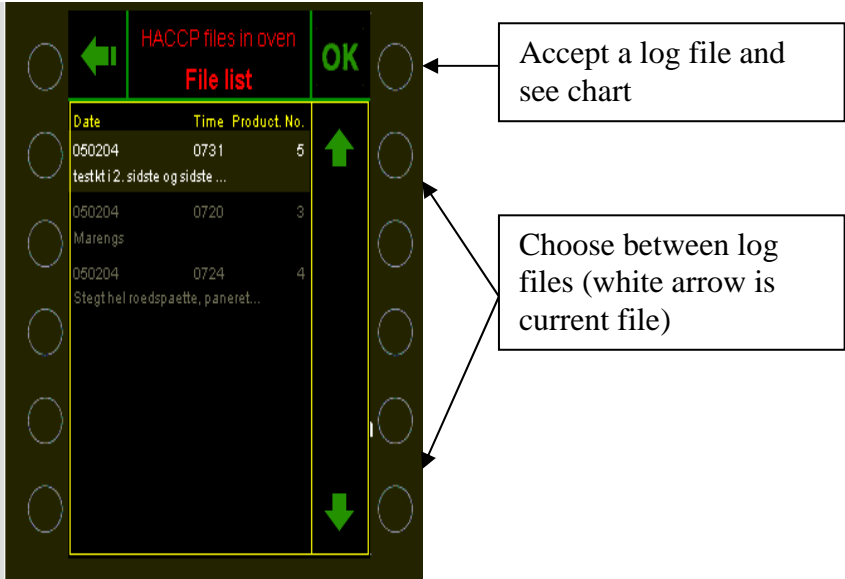 HACCP files in oven
File list
OK
Date Time Product. No.
050204 0731 5
testkt i 2. sidste og sidste ...
050204 0720 3
Marengs
050204 0724 4
Stegt hel roedspaette, paneret...
Accept a log file and
see chart
Choose between log
files (white arrow is
current file)